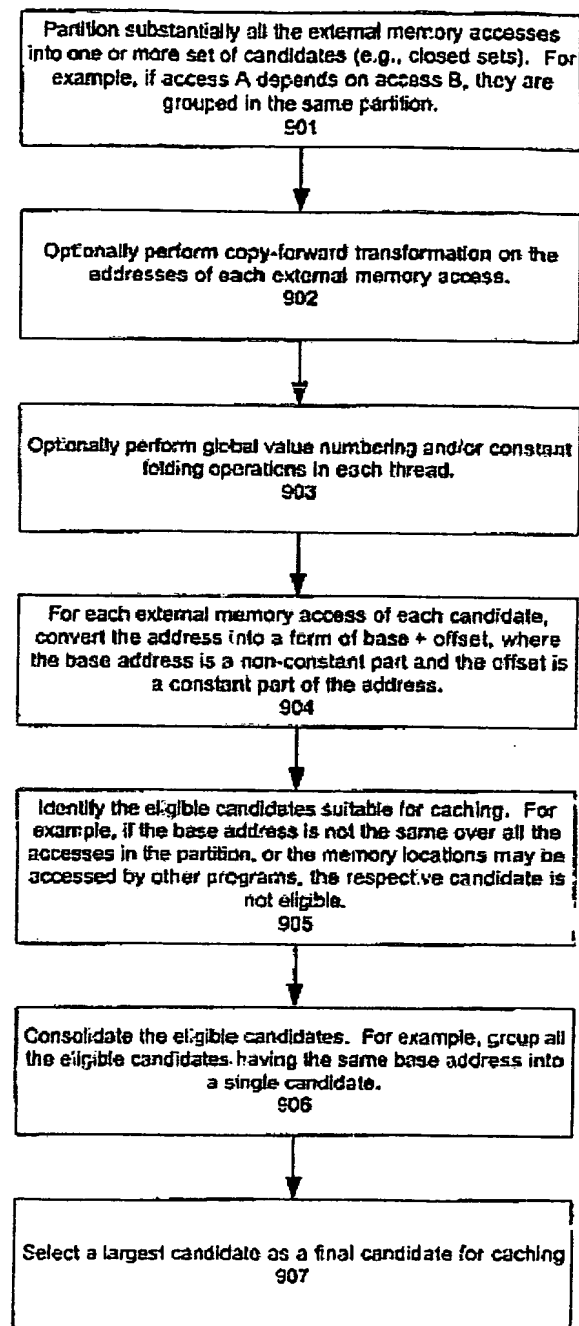 Partition substantially all the external memory accesses
into one or more set of candidates (e.g., closed sets). For
example, if access A depends on access B, they are
grouped in the same partition.
901
Optionally perform copy-forward transformation on the
addresses of each external memory access.
902
Optionally perform global value numbering and/or constant
folding operations in each thread.
903
For each external memory access of each candidate,
convert the address into a form of base + offset, where
the base address is a non-constant part and the offset is
a constant part of the address.
904
Identify the eligible candidates suitable for caching. For
example, if the base address is not the same over all the
accesses in the partition, or the memory locations may be
accessed by other programs, the respective candidate is
not eligible.
905
Consolidate the eligible candidates. For example, group all
the eligible candidates having the same base address into
a single candidate.
906
Select a largest candidate as a final candidate for caching
907